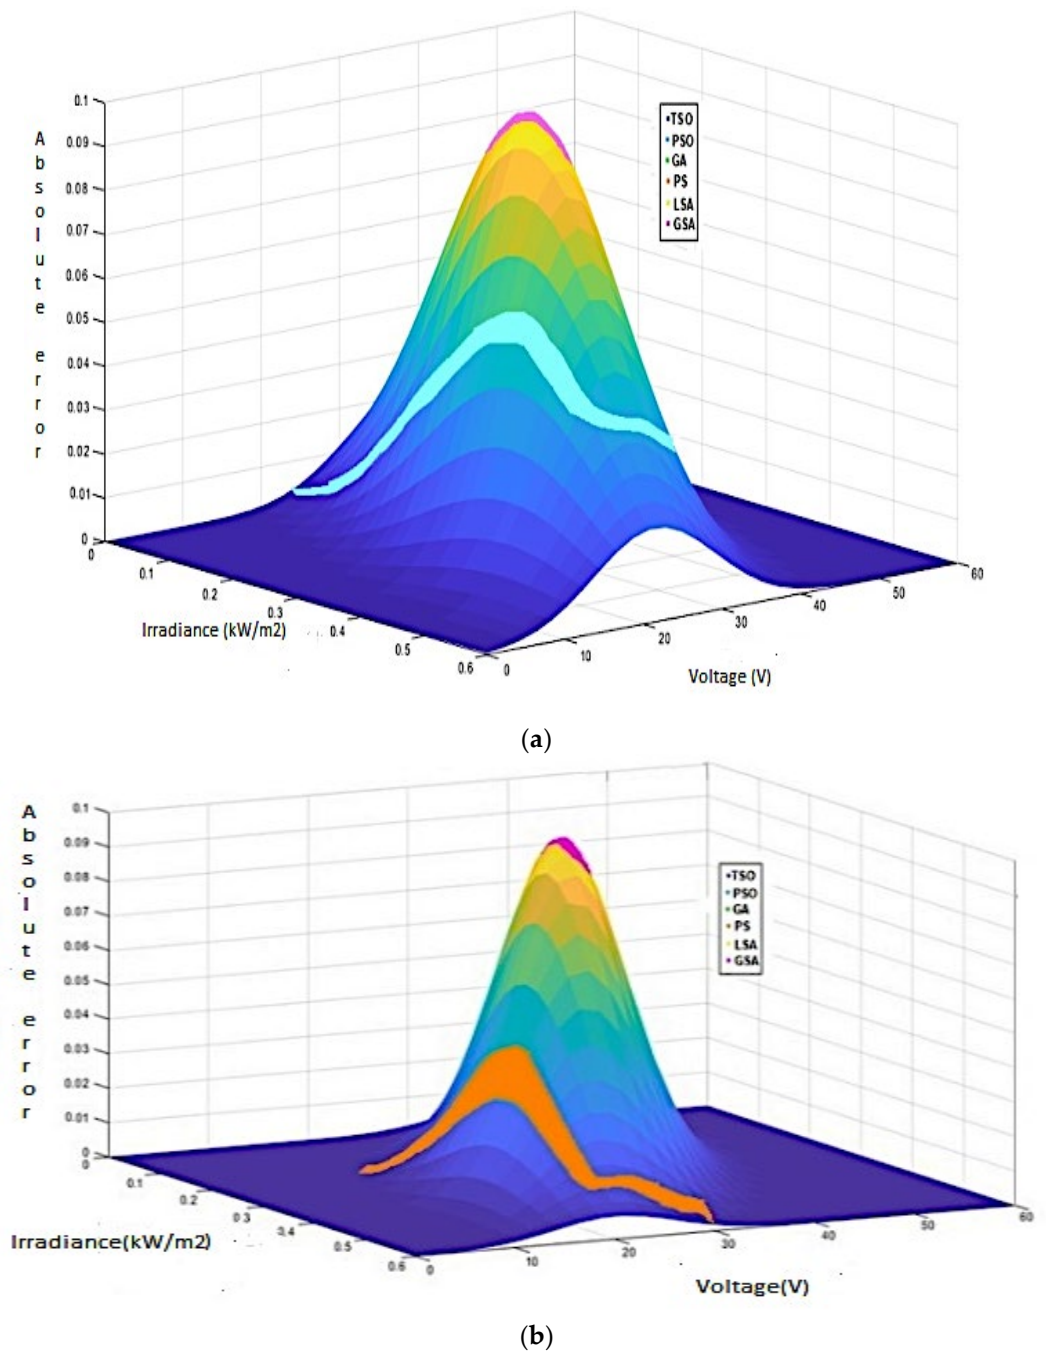 0.1
0.09
0.08
0.07
0.06
0.05
0.04
0.03
0.02
0.01
0
Absolute error
TSO
PSO
GA
PS
LSA
GSA
0
0.1
0.2
0.3
0.4
0.5
0.6
Irradiance (kW/m2)
0
10
20
30
40
50
60
Voltage (V)
(a)
0.1
0.09
0.08
0.07
0.06
0.05
0.04
0.03
0.02
0.01
0
Absolute error
TSO
PSO
GA
PS
LSA
GSA
0
0.1
0.2
0.3
0.4
0.5
0.6
Irradiance(kW/m2)
0
10
20
30
40
50
60
Voltage(V)
(b)